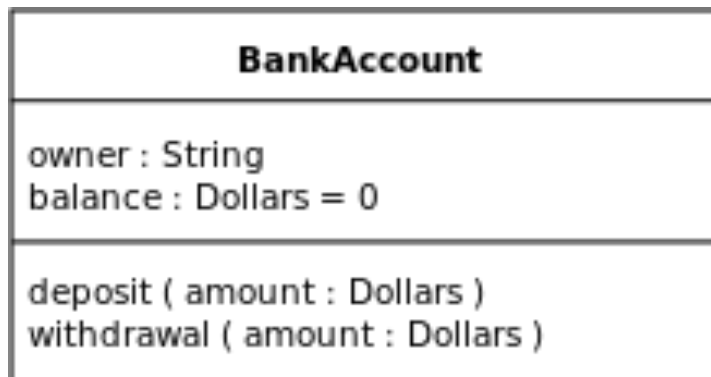 BankAccount
owner : String
balance : Dollars = 0
deposit ( amount : Dollars )
withdrawal ( amount : Dollars )